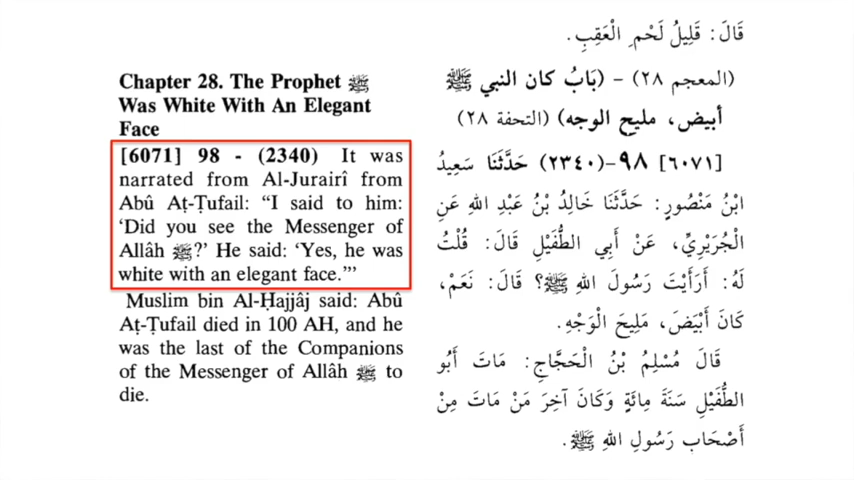 Chapter 28. The Prophet ﷺ
Was White With An Elegant
Face
[6071] 98 - (2340) It was
narrated from Al-Jurairî from
Abû Aṭ-Ṭufail: “I said to him:
‘Did you see the Messenger of
Allâh ﷺ?’ He said: ‘Yes, he was
white with an elegant face.’”
Muslim bin Al-Ḥajjâj said: Abû
Aṭ-Ṭufail died in 100 AH, and he
was the last of the Companions
of the Messenger of Allâh ﷺ to
die.
قَالَ: قَلِيلُ لَحْمِ الْعَقِبِ.
(المعجم ٢٨) - (بَابُ كان النبي ﷺ
أبيض، مليح الوجه) (التحفة ٢٨)
[٦٠٧١] ٩٨-(٢٣٤٠) حَدَّثَنَا سَعِيدُ
ابْنُ مَنْصُورٍ: حَدَّثَنَا خَالِدُ بْنُ عَبْدِ اللهِ عَنِ
الْجُرَيْرِيِّ، عَنْ أَبِي الطُّفَيْلِ قَالَ: قُلْتُ
لَهُ: أَرَأَيْتَ رَسُولَ اللهِ ﷺ؟ قَالَ: نَعَمْ،
كَانَ أَبْيَضَ، مَلِيحَ الْوَجْهِ.
قَالَ مُسْلِمُ بْنُ الْحَجَّاجِ: مَاتَ أَبُو
الطُّفَيْلِ سَنَةَ مِائَةٍ وَكَانَ آخِرَ مَنْ مَاتَ مِنْ
أَصْحَابِ رَسُولِ اللهِ ﷺ.